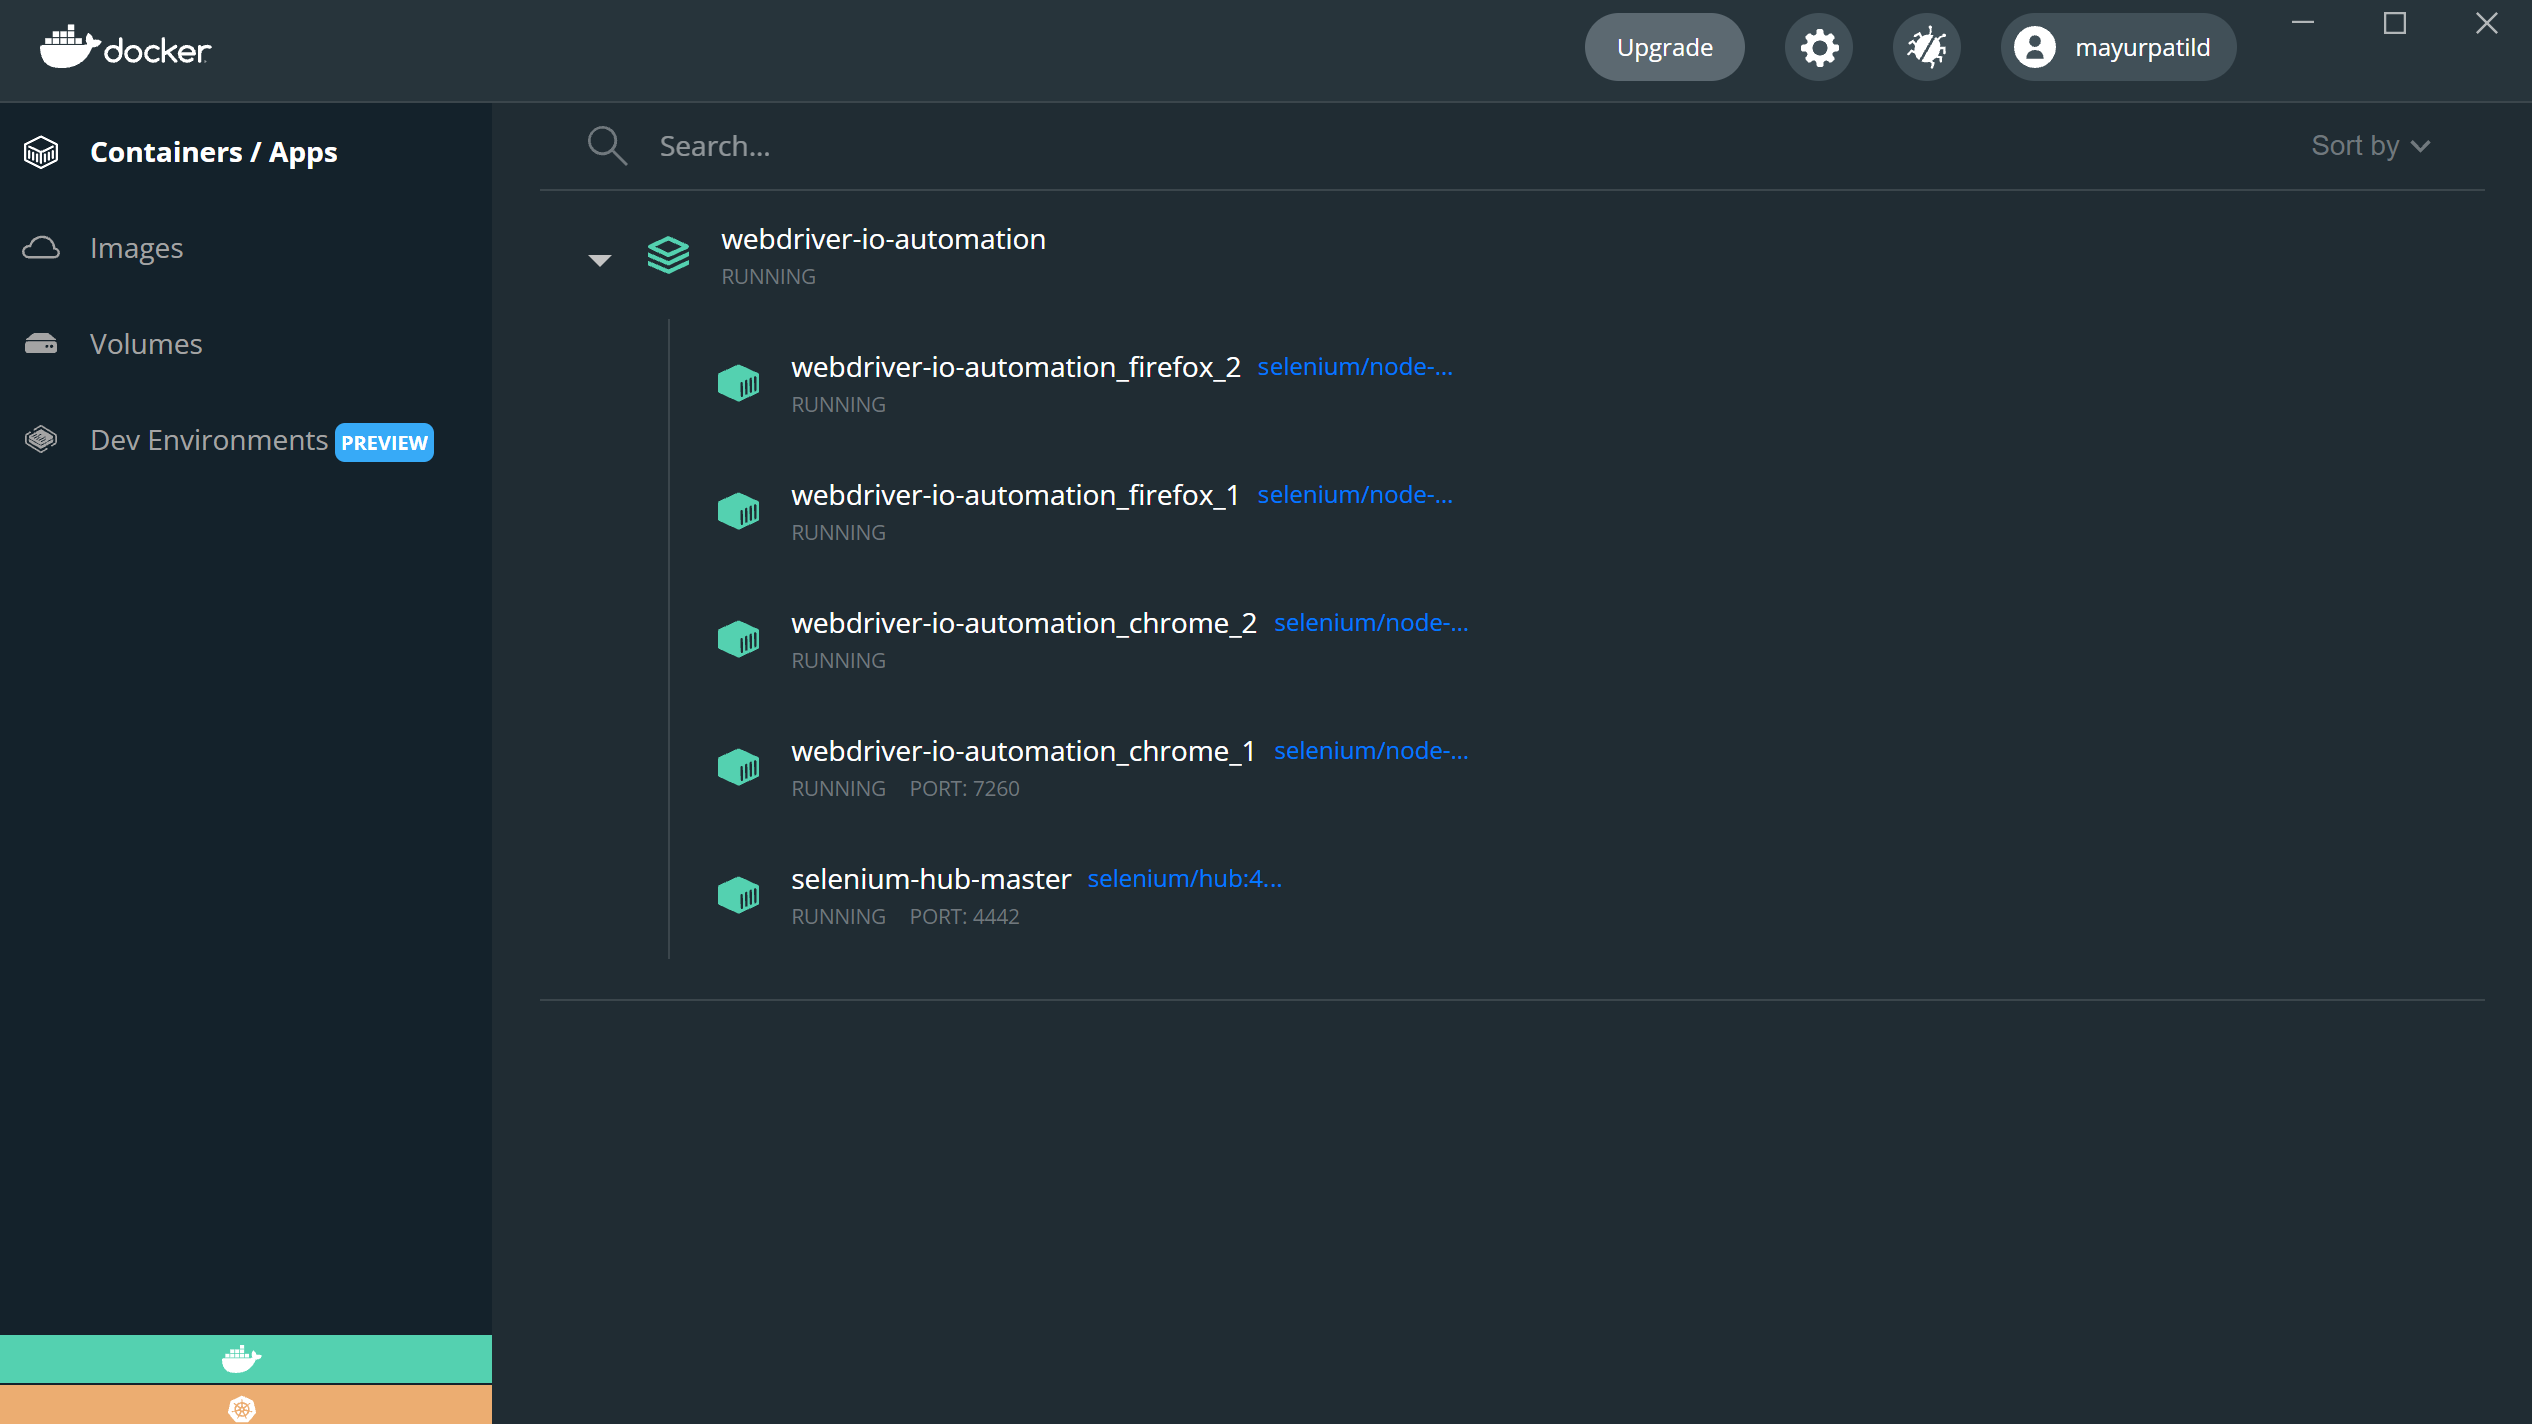 docker
Upgrade
mayurpatild
Containers / Apps
Images
Volumes
Dev Environments PREVIEW
Search...
Sort by
webdriver-io-automation
RUNNING
webdriver-io-automation_firefox_2 selenium/node-...
RUNNING
webdriver-io-automation_firefox_1 selenium/node-...
RUNNING
webdriver-io-automation_chrome_2 selenium/node-...
RUNNING
webdriver-io-automation_chrome_1 selenium/node-...
RUNNING PORT: 7260
selenium-hub-master selenium/hub:4...
RUNNING PORT: 4442